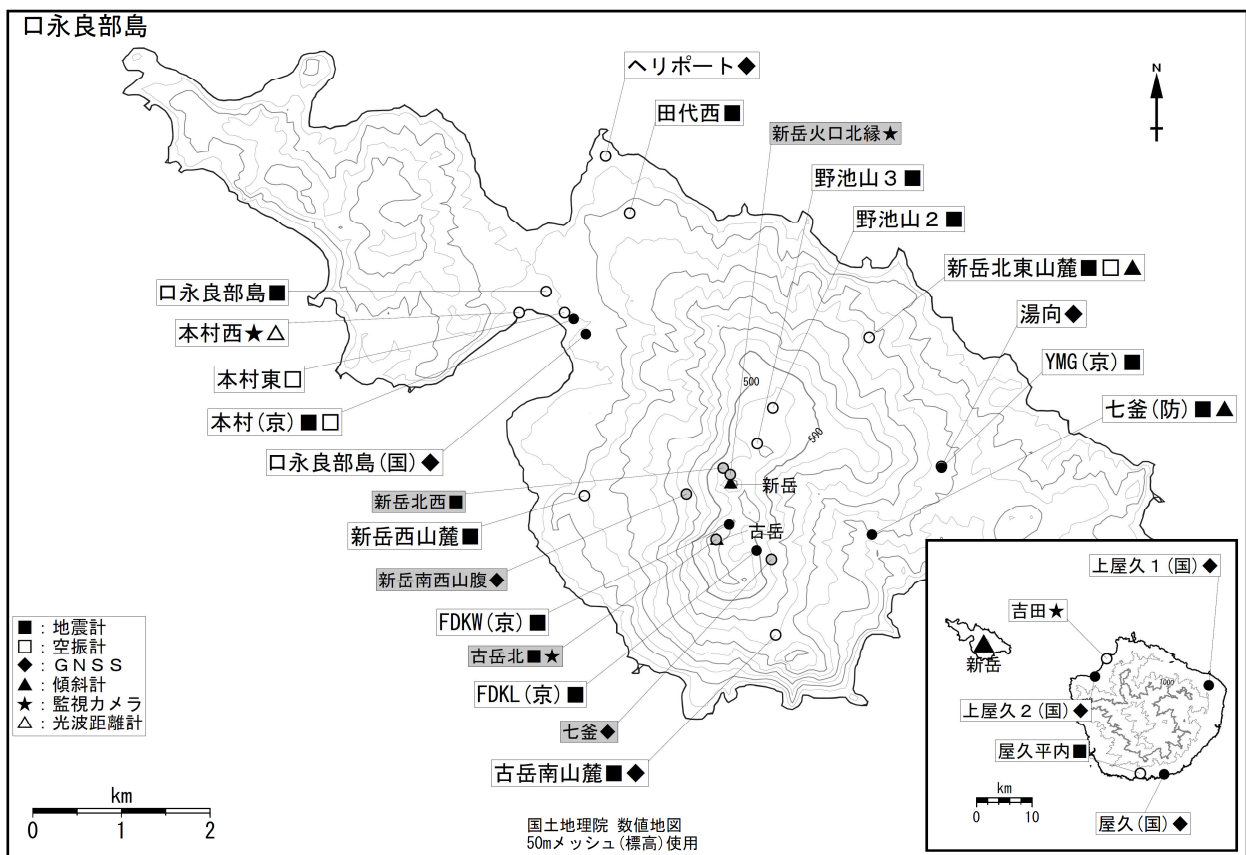 口永良部島
ヘリポート◆
N
田代西■
新岳火口北縁★
野池山３■
野池山２■
新岳北東山麓■□▲
口永良部島■
湯向◆
本村西★△
YMG(京)■
本村東□
500
七釜(防)■▲
本村(京)■□
500
口永良部島(国)◆
新岳
新岳北西■
新岳西山麓■
古岳
上屋久１(国)◆
新岳南西山腹◆
吉田★
FDKW(京)■
新岳
■：地震計
□：空振計
◆：ＧＮＳＳ
▲：傾斜計
★：監視カメラ
△：光波距離計
古岳北■★
1000
FDKL(京)■
上屋久２(国)◆
七釜◆
屋久平内■
古岳南山麓■◆
km
0 1 2
km
0 10
国土地理院 数値地図
50mメッシュ(標高)使用
屋久(国)◆